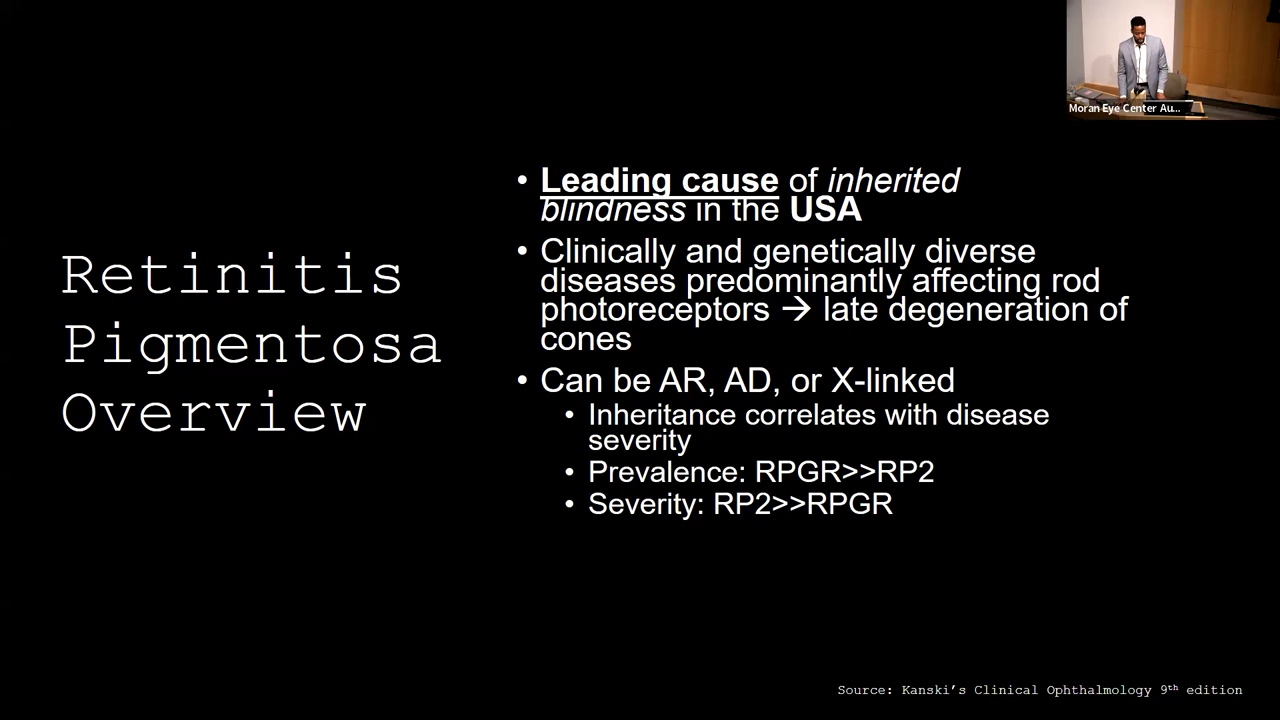 Moran Eye Center Au...
Retinitis
Pigmentosa
Overview
• Leading cause of inherited
blindness in the USA
• Clinically and genetically diverse
diseases predominantly affecting rod
photoreceptors → late degeneration of
cones
• Can be AR, AD, or X-linked
• Inheritance correlates with disease
severity
• Prevalence: RPGR>>RP2
• Severity: RP2>>RPGR
Source: Kanski’s Clinical Ophthalmology 9ᵗʰ edition